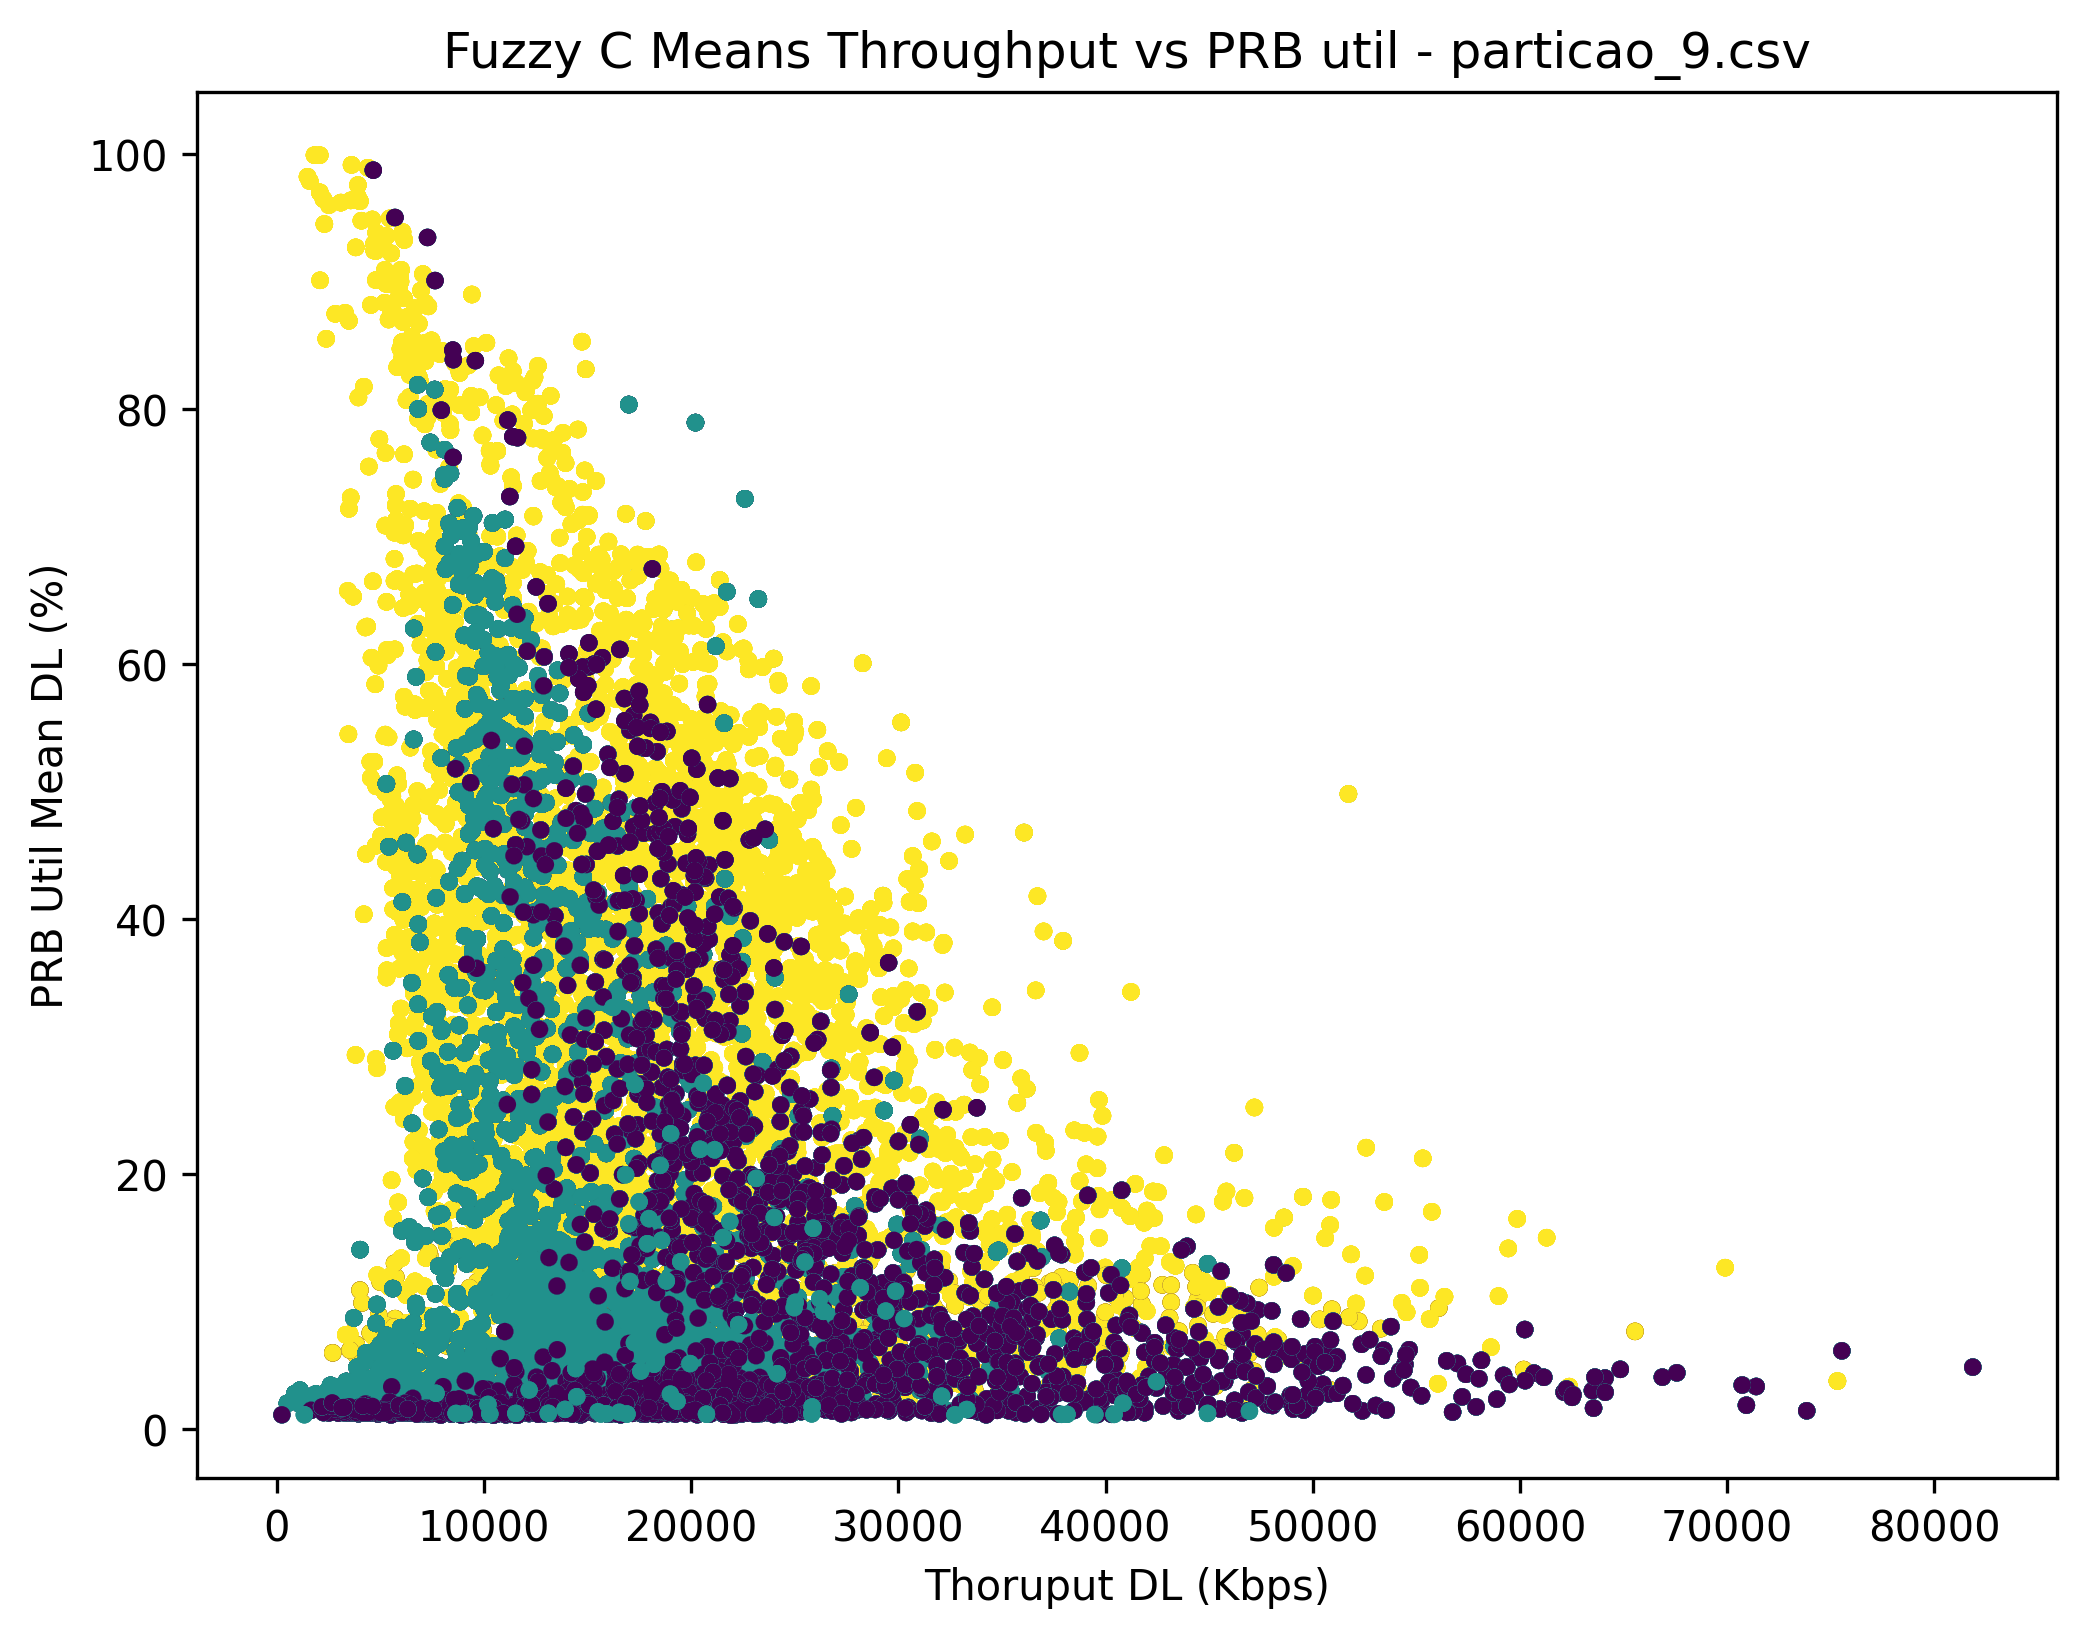 Fuzzy C Means Throughput vs PRB util - particao_9.csv
100
80
60
40
20
0
PRB Util Mean DL (%)
0 10000 20000 30000 40000 50000 60000 70000 80000
Thoruput DL (Kbps)